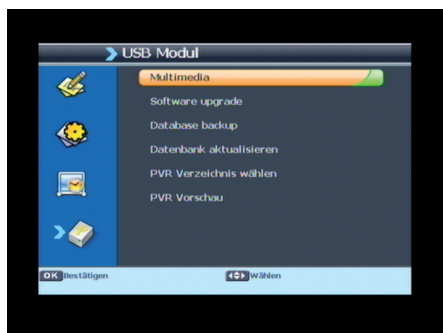 USB Modul
Multimedia
Software upgrade
Database backup
Datenbank aktualisieren
PVR Verzeichnis wählen
PVR Vorschau
OK Bestätigen
Wählen